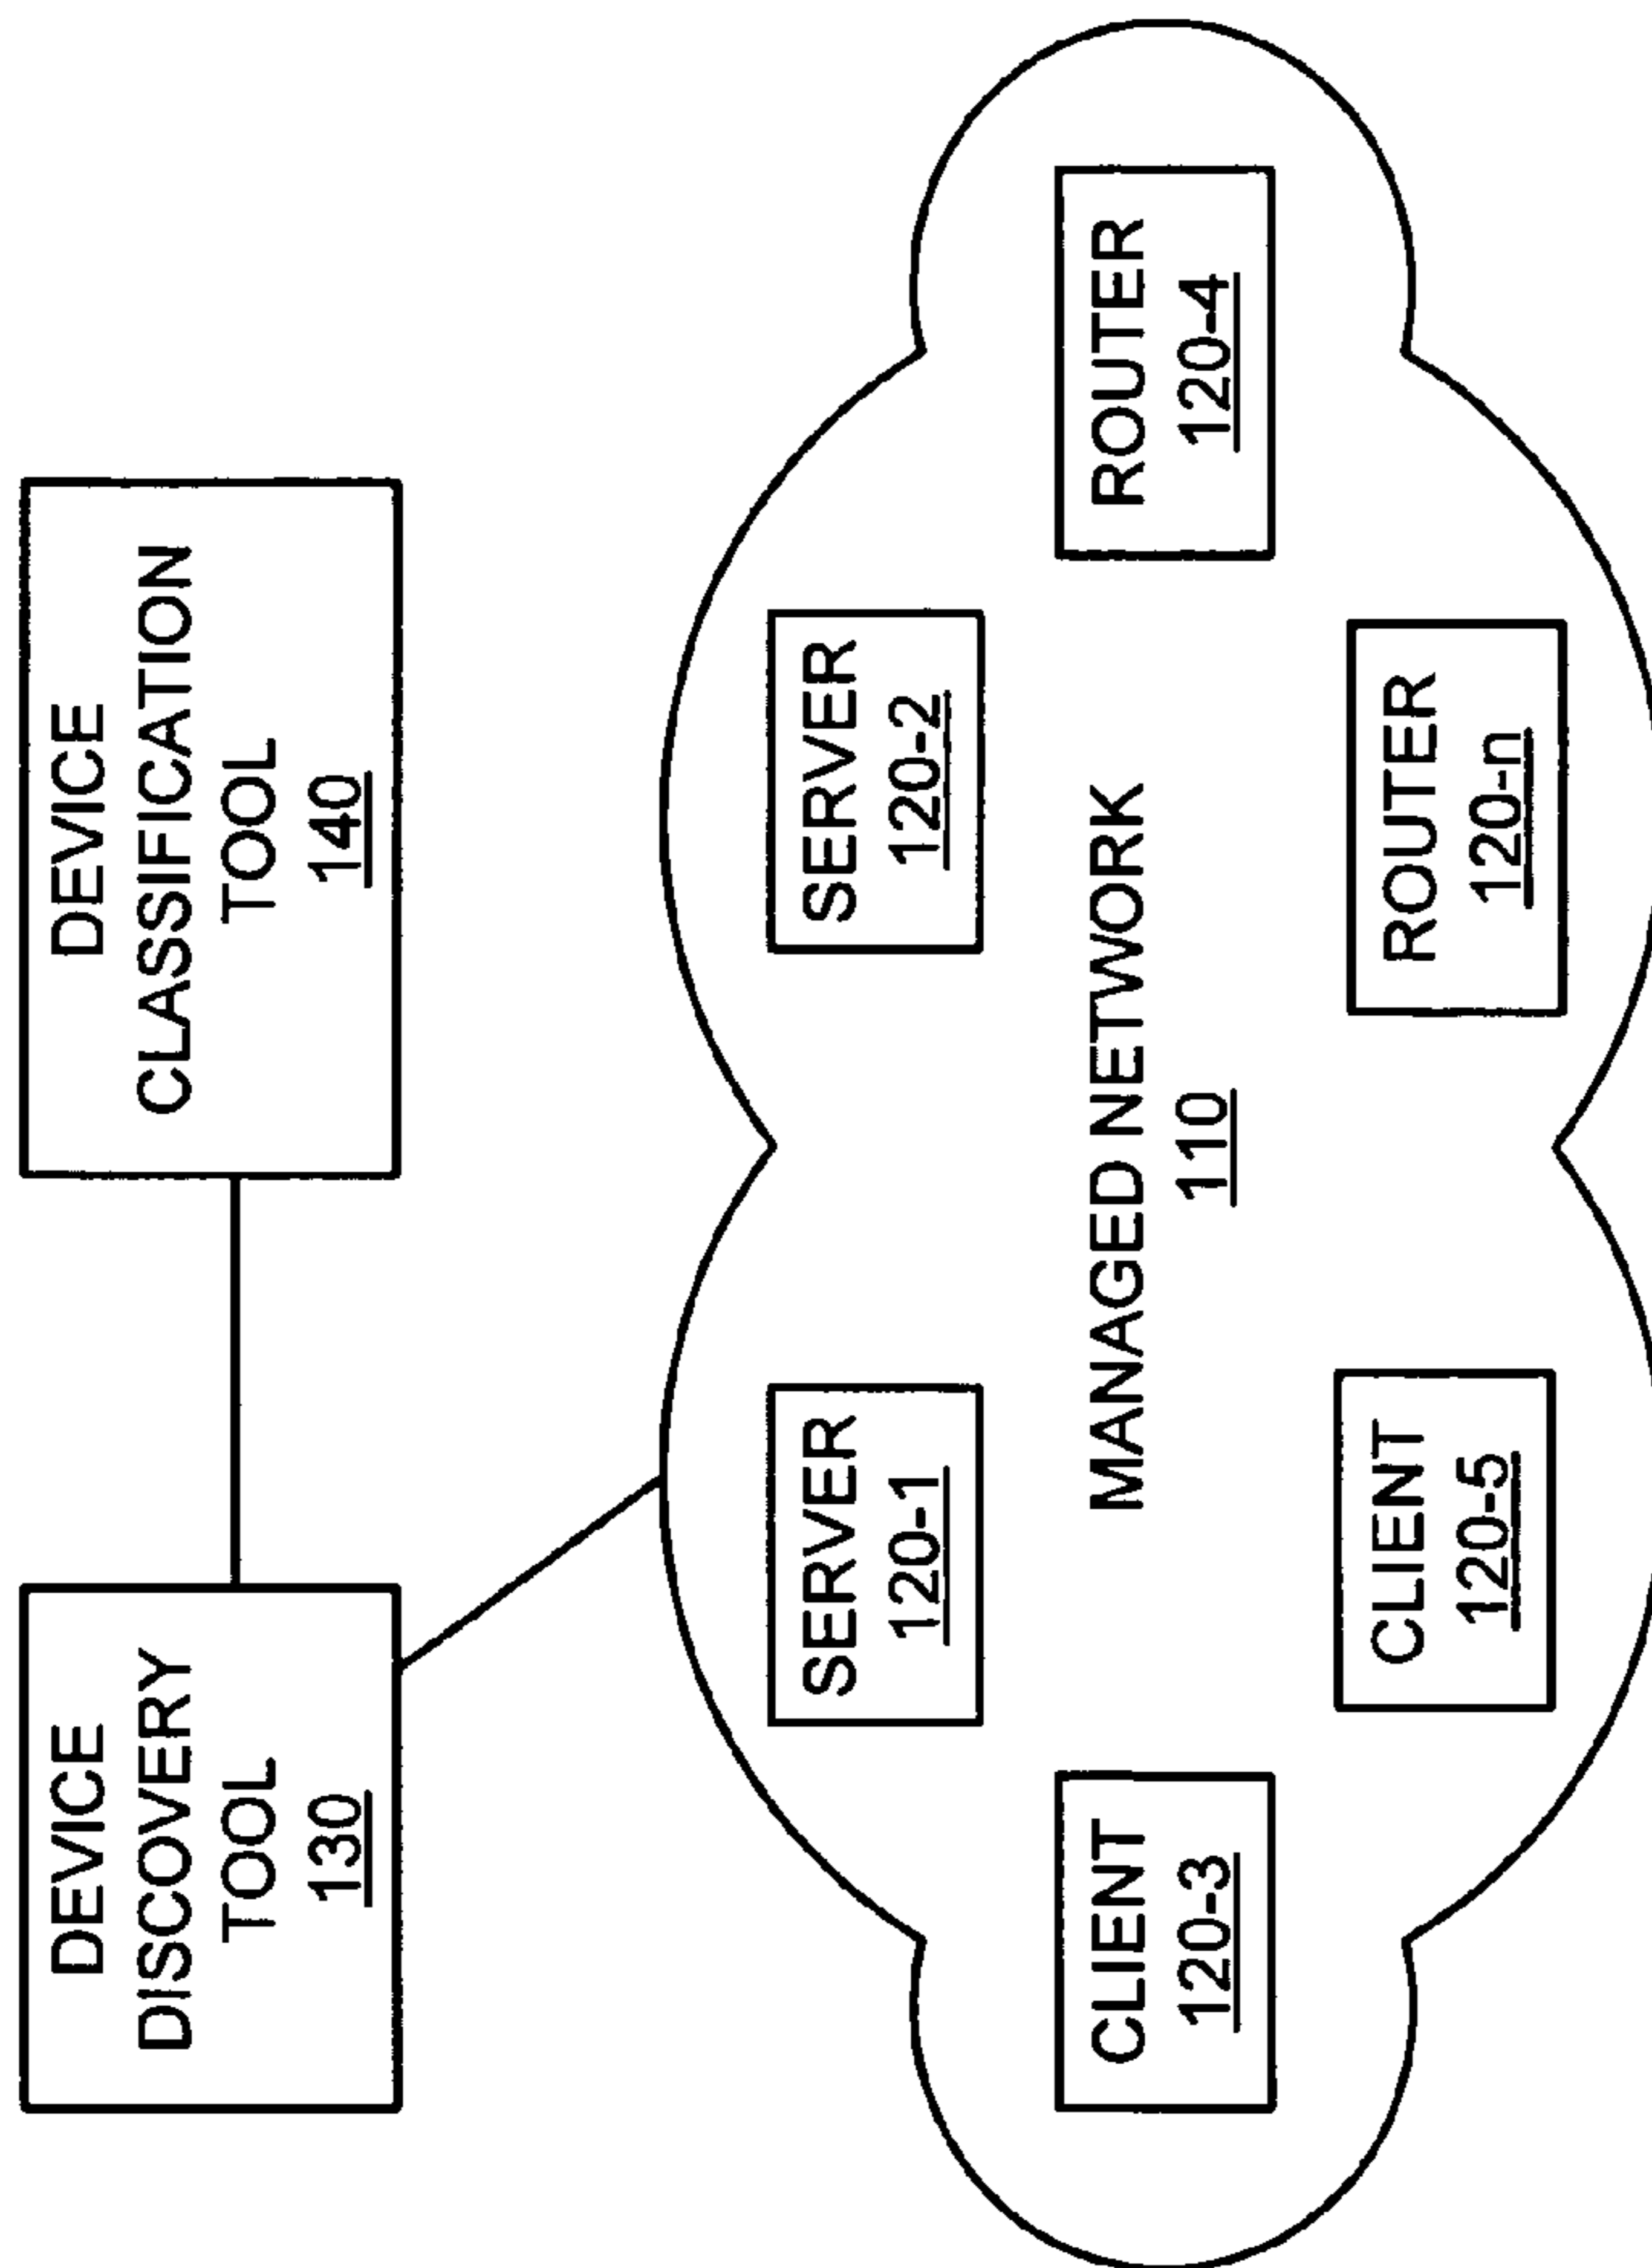 DEVICE
DISCOVERY
TOOL
130
DEVICE
CLASSIFICATION
TOOL
140
SERVER
120-1
SERVER
120-2
CLIENT
120-3
MANAGED NETWORK
110
ROUTER
120-4
CLIENT
120-5
ROUTER
120-n